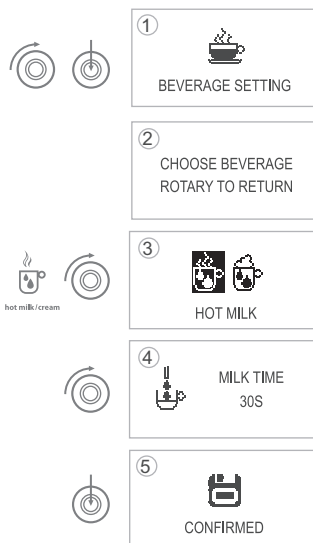 1
BEVERAGE SETTING
2
CHOOSE BEVERAGE
ROTARY TO RETURN
3
hot milk/cream
HOT MILK
4
MILK TIME
30S
5
CONFIRMED